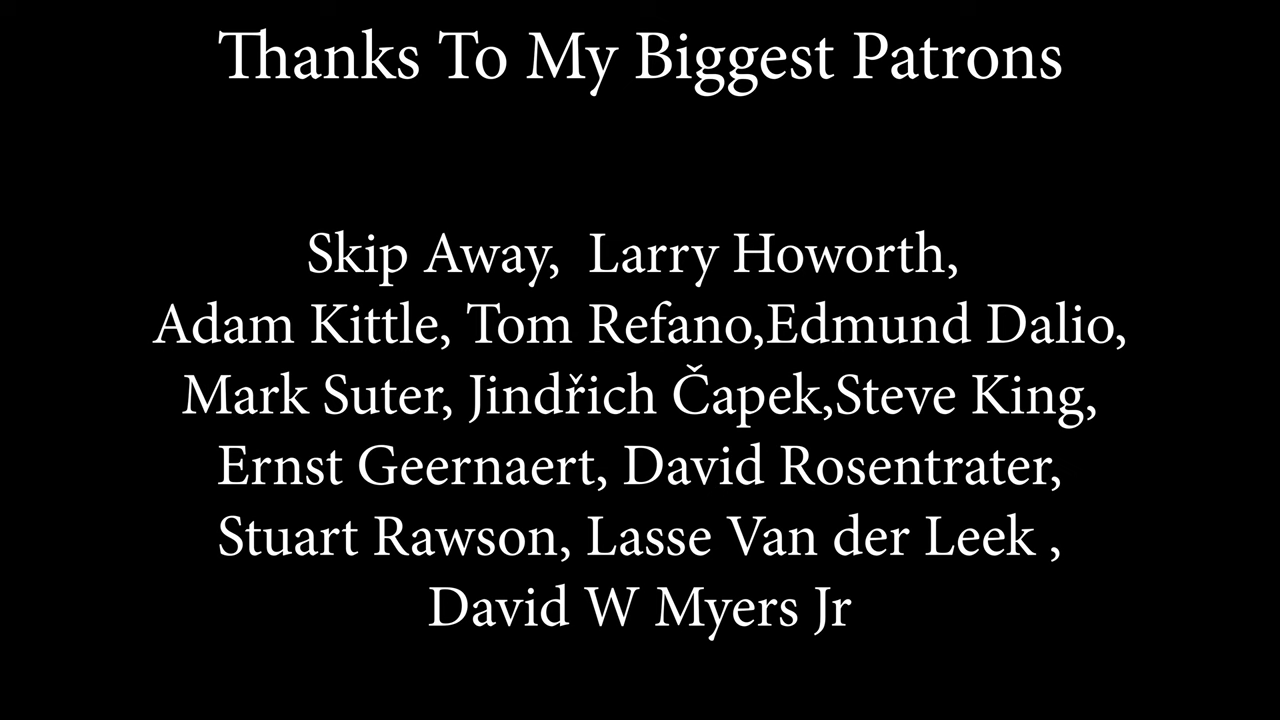 Thanks To My Biggest Patrons
Skip Away,  Larry Howorth,
Adam Kittle, Tom Refano,Edmund Dalio,
Mark Suter, Jindřich Čapek,Steve King,
Ernst Geernaert, David Rosentrater,
Stuart Rawson, Lasse Van der Leek ,
David W Myers Jr